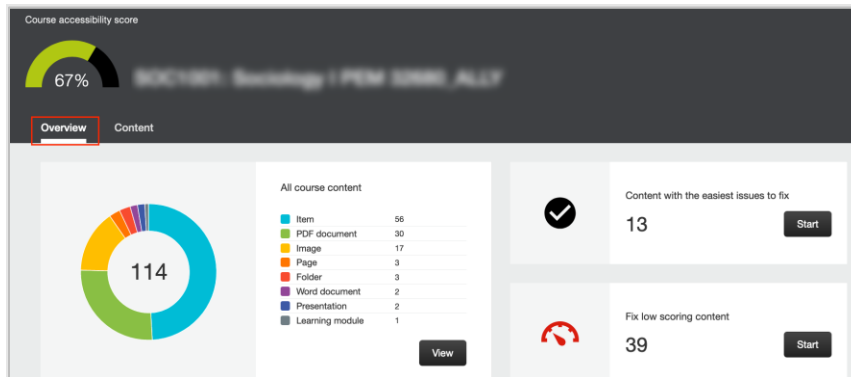 Course accessibility score
67%
Overview
Content
114
All course content
Item 56
PDF document 30
Image 17
Page 3
Folder 3
Word document 2
Presentation 2
Learning module 1
View
Content with the easiest issues to fix
13
Start
Fix low scoring content
39
Start